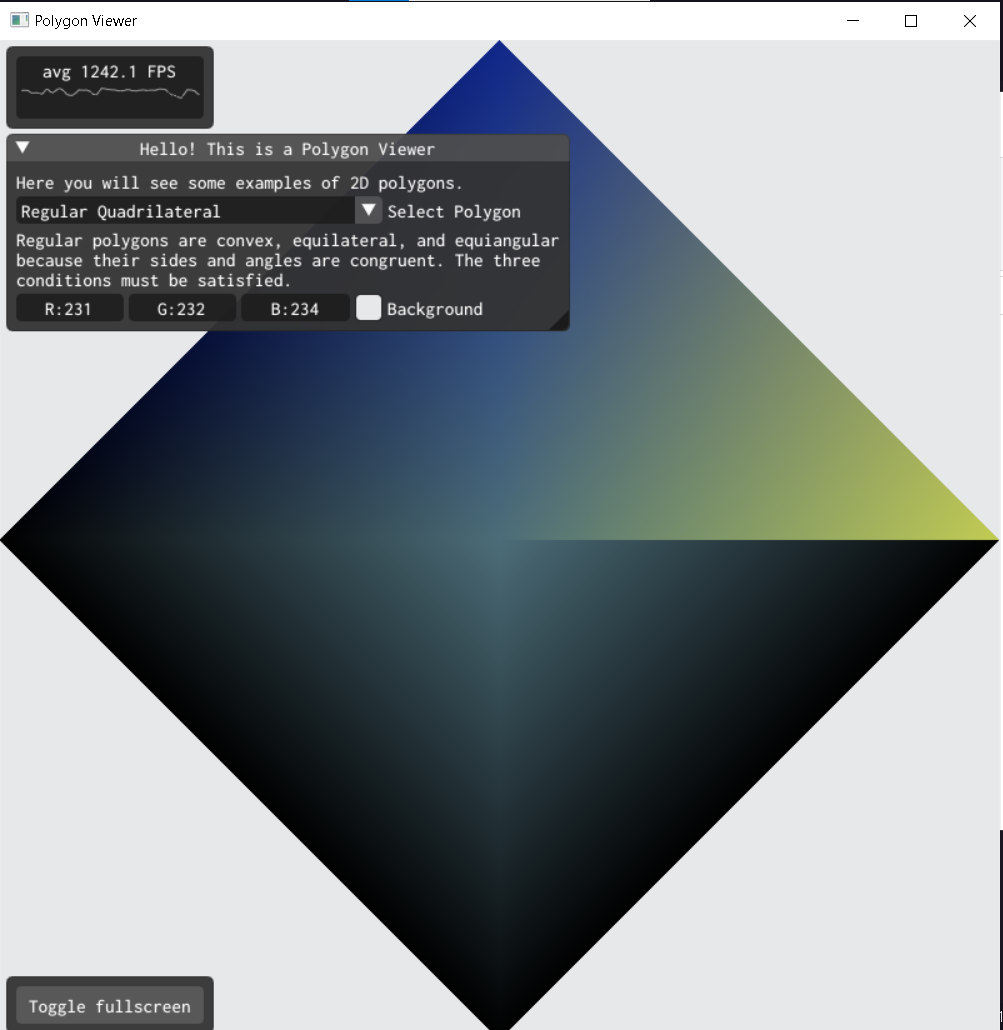 Polygon Viewer
avg 1242.1 FPS
Hello! This is a Polygon Viewer
Here you will see some examples of 2D polygons.
Regular Quadrilateral Select Polygon
Regular polygons are convex, equilateral, and equiangular
because their sides and angles are congruent. The three
conditions must be satisfied.
R:231 G:232 B:234 Background
Toggle fullscreen